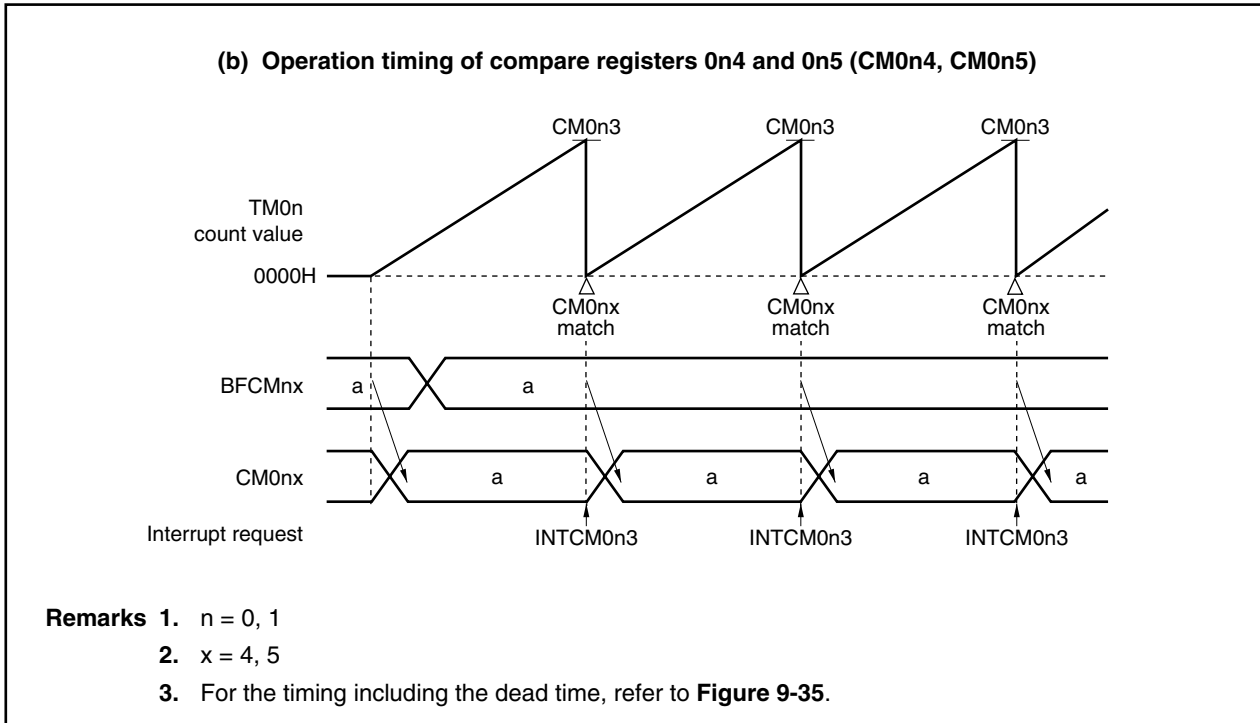 (b) Operation timing of compare registers 0n4 and 0n5 (CM0n4, CM0n5)
CM0n3 CM0n3 CM0n3
TM0n
count value
0000H
CM0nx CM0nx CM0nx
match match match
BFCMnx a a
CM0nx a a a a
Interrupt request INTCM0n3 INTCM0n3 INTCM0n3
Remarks 1. n = 0, 1
2. x = 4, 5
3. For the timing including the dead time, refer to Figure 9-35.